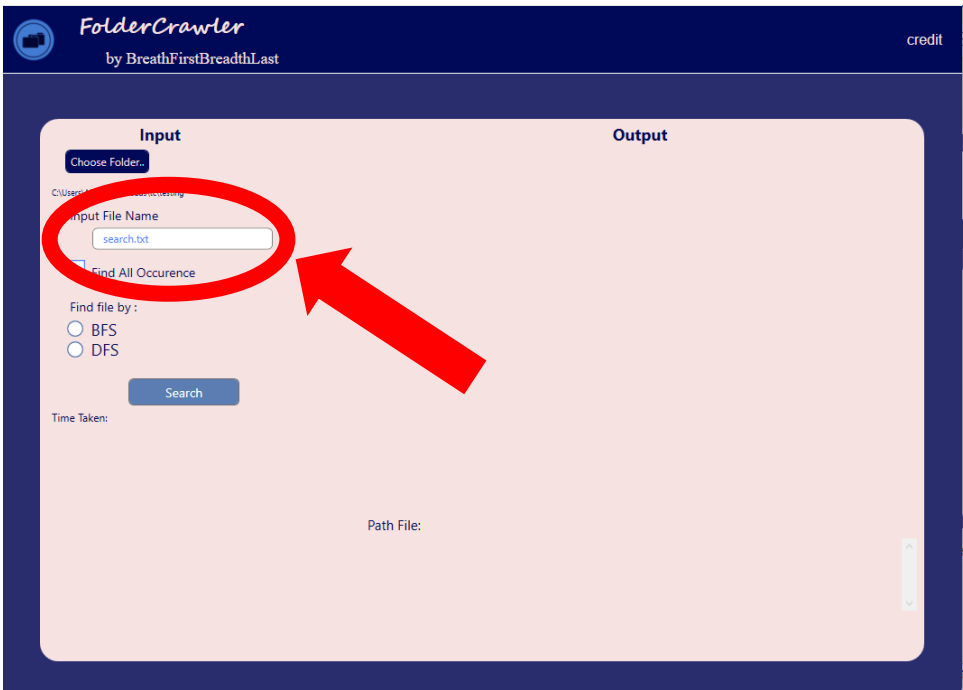 FolderCrawler
by BreathFirstBreadthLast
credit
Input
Output
Choose Folder..
C:\Users\
Input File Name
search.txt
Find All Occurence
Find file by :
BFS
DFS
Search
Time Taken:
Path File: